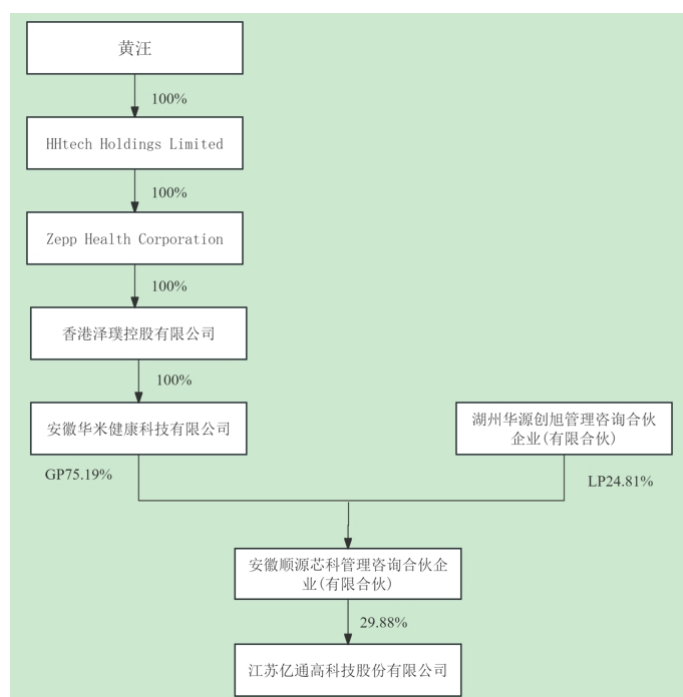 黄汪
100%
HHtech Holdings Limited
100%
Zepp Health Corporation
100%
香港泽璞控股有限公司
100%
安徽华米健康科技有限公司
湖州华源创旭管理咨询合伙
企业(有限合伙)
GP75.19%
LP24.81%
安徽顺源芯科管理咨询合伙企
业(有限合伙)
29.88%
江苏亿通高科技股份有限公司